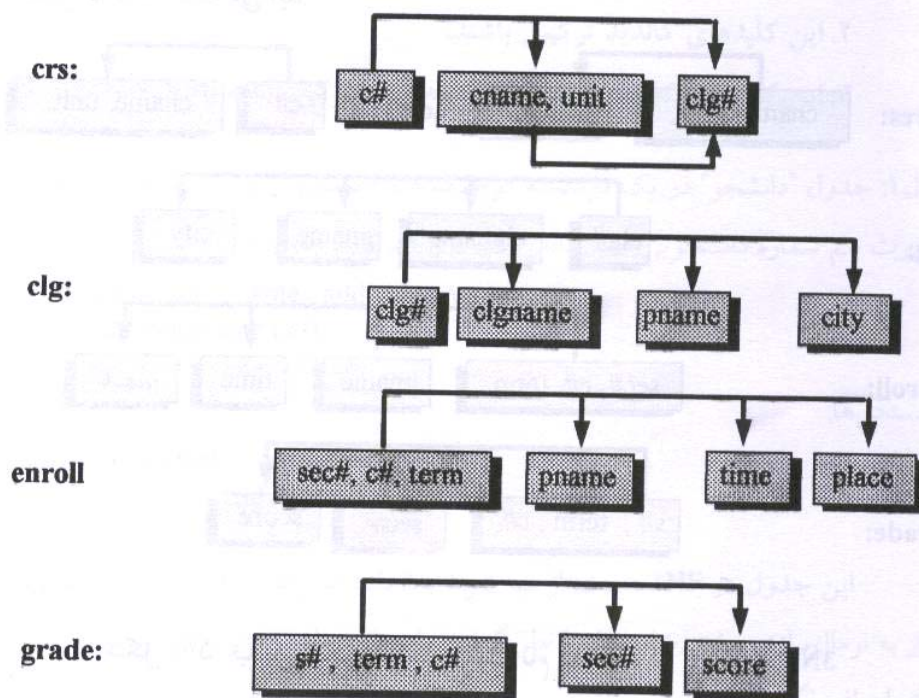 crs:
c# cname, unit clg#
clg:
clg# clgname pname city
enroll
sec#, c#, term pname time place
grade:
s# , term , c# sec# score